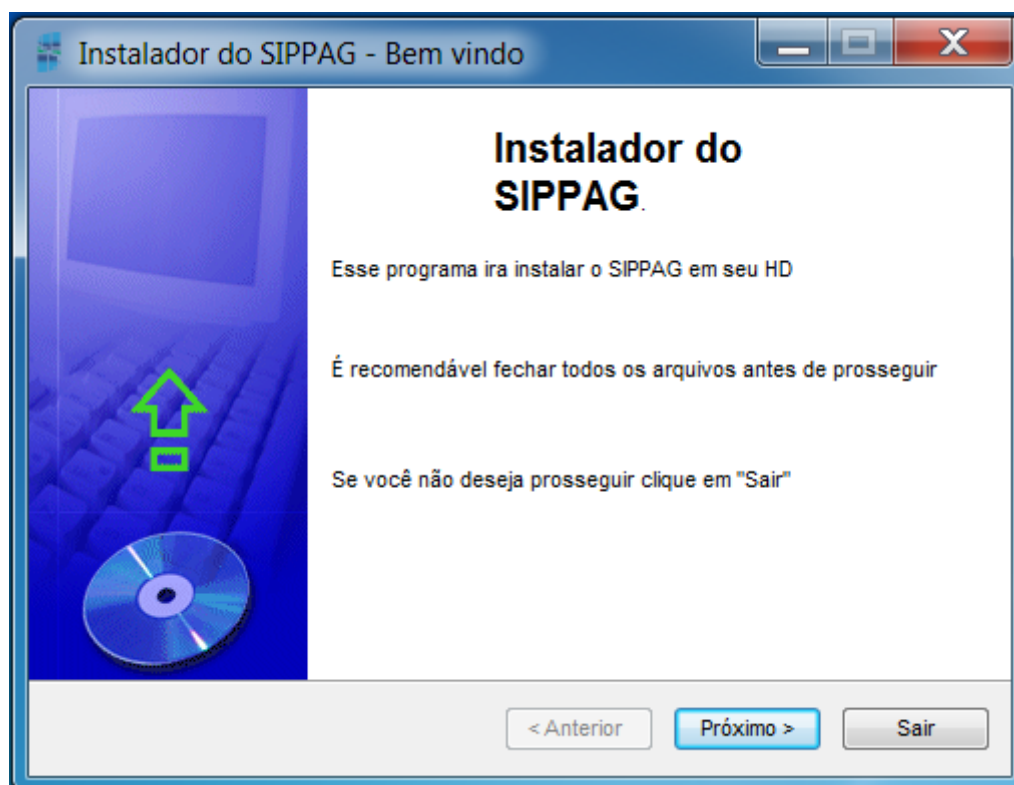 Instalador do SIPPAG - Bem vindo
Instalador do
SIPPAG.
Esse programa ira instalar o SIPPAG em seu HD
É recomendável fechar todos os arquivos antes de prosseguir
Se você não deseja prosseguir clique em "Sair"
< Anterior
Próximo >
Sair